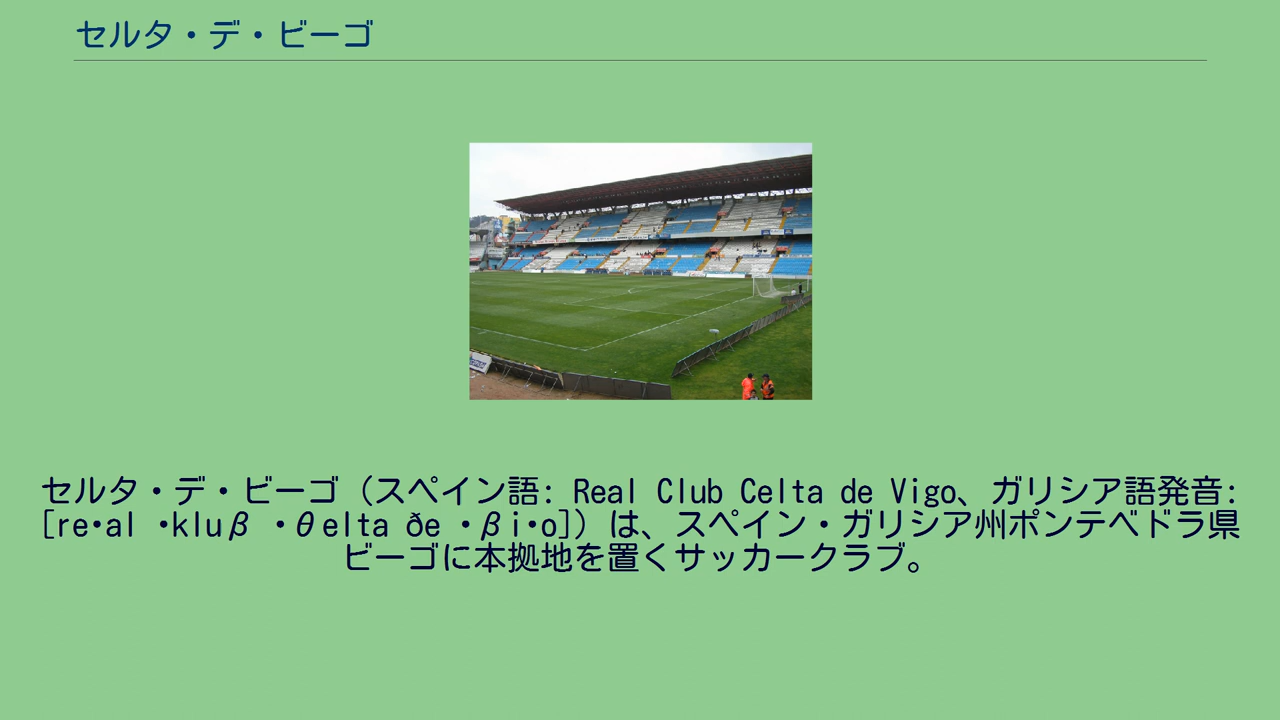 セルタ・デ・ビーゴ
セルタ・デ・ビーゴ（スペイン語: Real Club Celta de Vigo、ガリシア語発音:
[re•al •kluβ •θelta ðe •βi•o]）は、スペイン・ガリシア州ポンテベドラ県
ビーゴに本拠地を置くサッカークラブ。